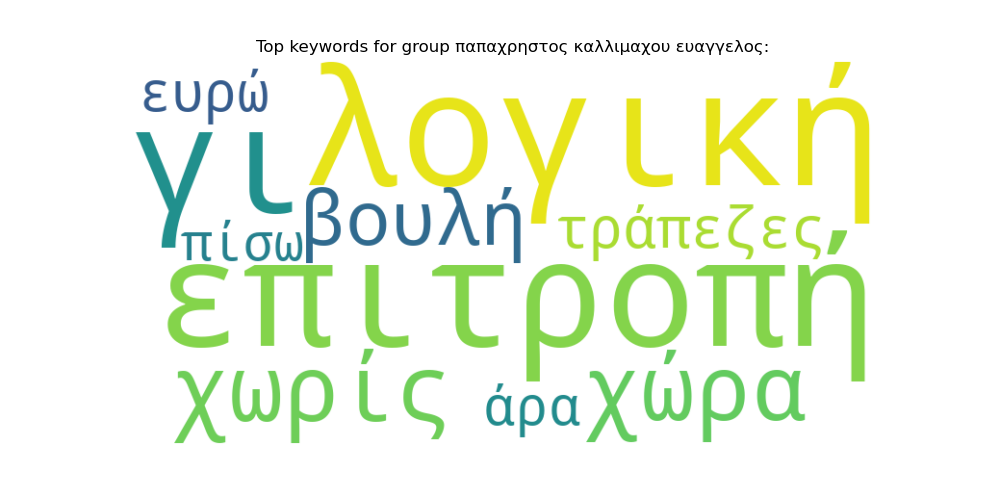 Top keywords for group παπαχρηστος καλλιμαχου ευαγγελος:
ευρώ λογική
γι
πίσω βουλή τράπεζες
επιτροπή
χωρίς άρα χώρα